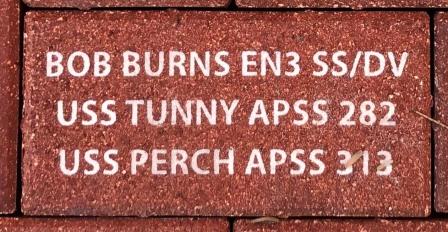 BOB BURNS EN3 SS/DV
USS TUNNY APSS 282
USS PERCH APSS 313